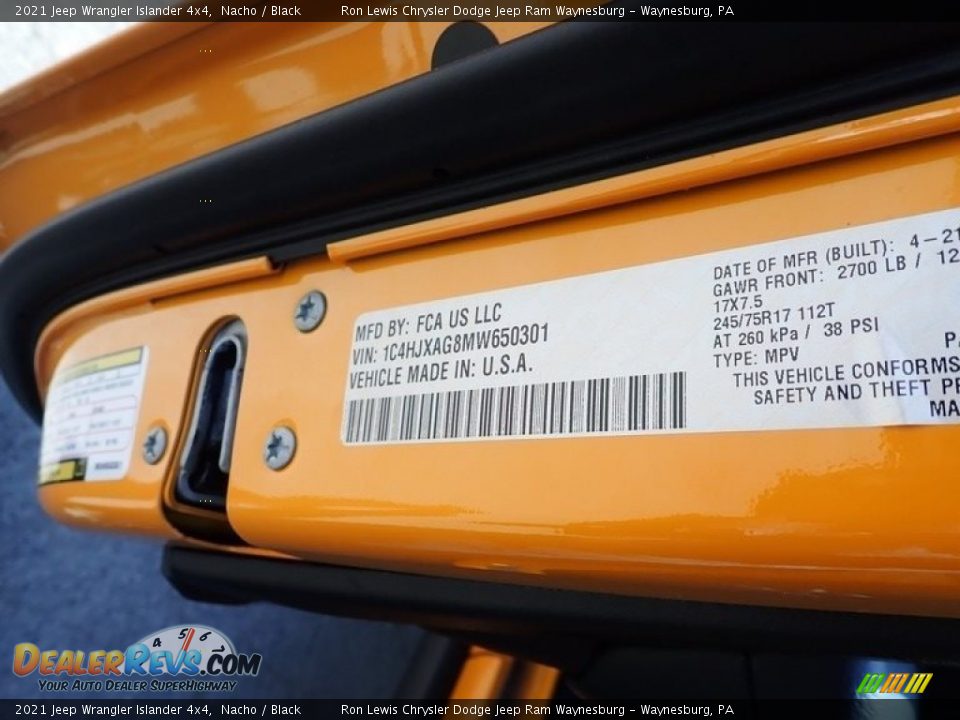 2021 Jeep Wrangler Islander 4x4, Nacho / Black Ron Lewis Chrysler Dodge Jeep Ram Waynesburg - Waynesburg, PA
MFD BY: FCA US LLC
VIN: 1C4HJXAG8MW650301
VEHICLE MADE IN: U.S.A.
DATE OF MFR (BUILT): 4-21
GAWR FRONT: 2700 LB / 12
17X7.5
245/75R17 112T
AT 260 kPa / 38 PSI
TYPE: MPV
THIS VEHICLE CONFORMS
SAFETY AND THEFT
MA
DEALERREVS.COM
4 5 6
YOUR AUTO DEALER SUPERHIGHWAY
2021 Jeep Wrangler Islander 4x4, Nacho / Black Ron Lewis Chrysler Dodge Jeep Ram Waynesburg - Waynesburg, PA